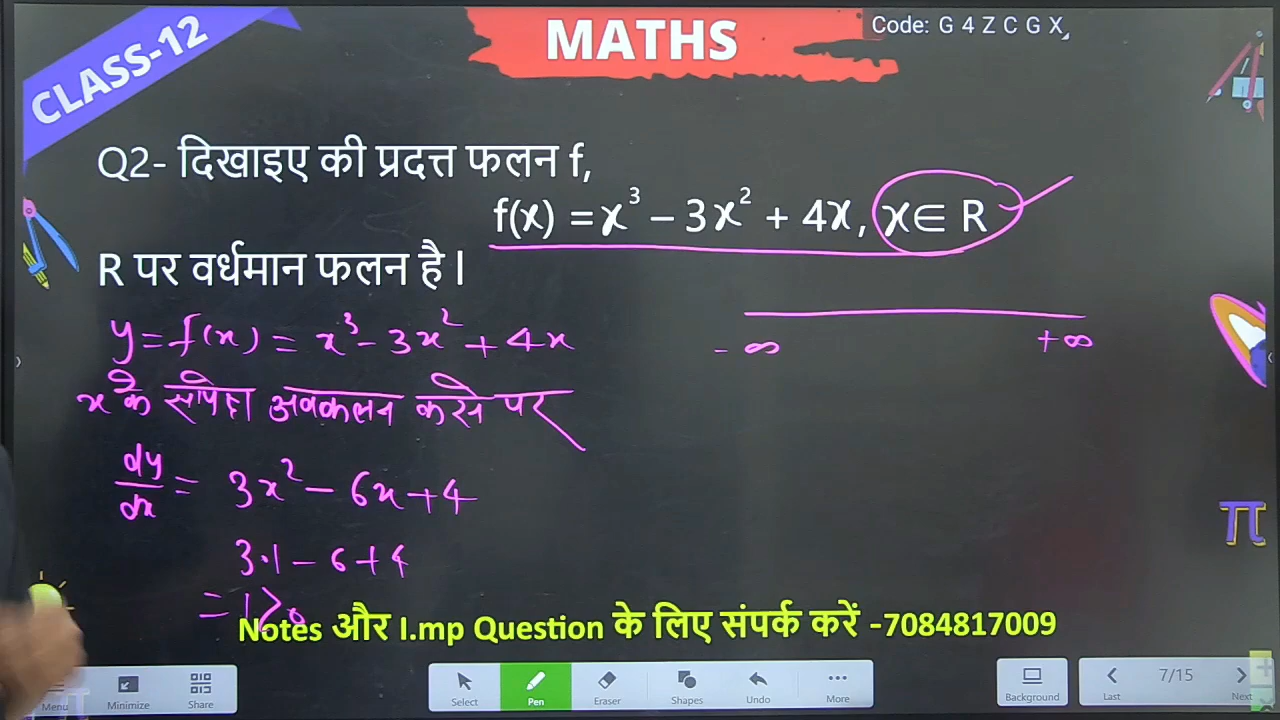 CLASS-12
MATHS
Code: G 4 Z C G X
Q2- दिखाइए की प्रदत्त फलन f,
f(x) = x³ − 3x² + 4x, x∈ R
R पर वर्धमान फलन है।
y = f(x) = x³ - 3x² + 4x
- ∞ + ∞
x के सापेक्ष अवकलन करने पर
dy/dx = 3x² - 6x + 4
3·1 - 6 + 4
= 1 > 0
Notes और I.mp Question के लिए संपर्क करें -7084817009
π
Menu Minimize Share Select Pen Eraser Shapes Undo More Background Last 7/15 Next